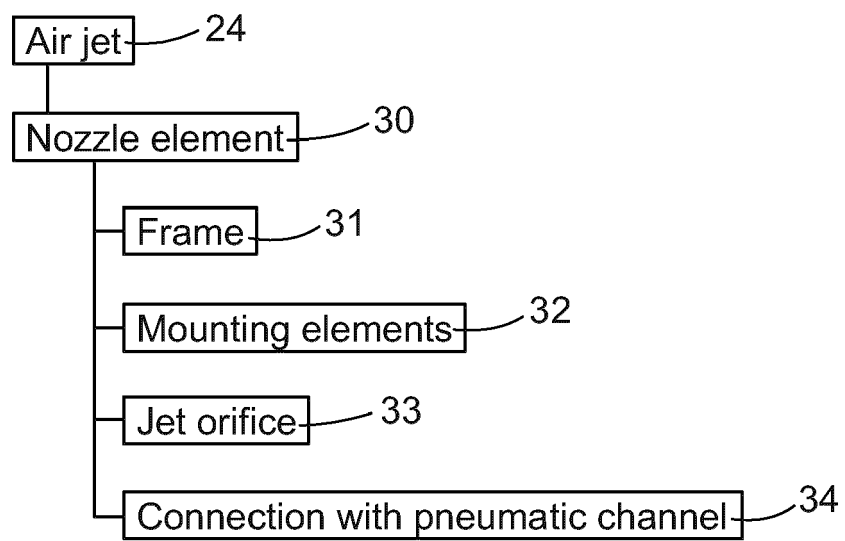 Air jet 24
Nozzle element 30
Frame 31
Mounting elements 32
Jet orifice 33
Connection with pneumatic channel 34